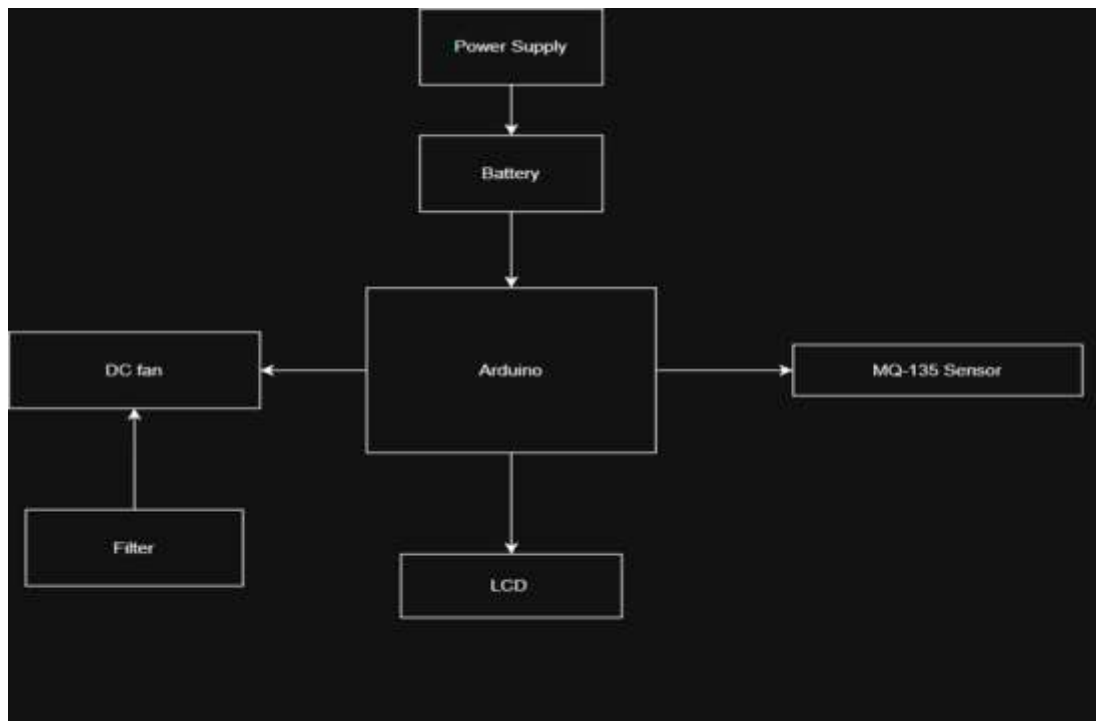 Power Supply
Battery
DC fan
Arduino
MQ-135 Sensor
Filter
LCD